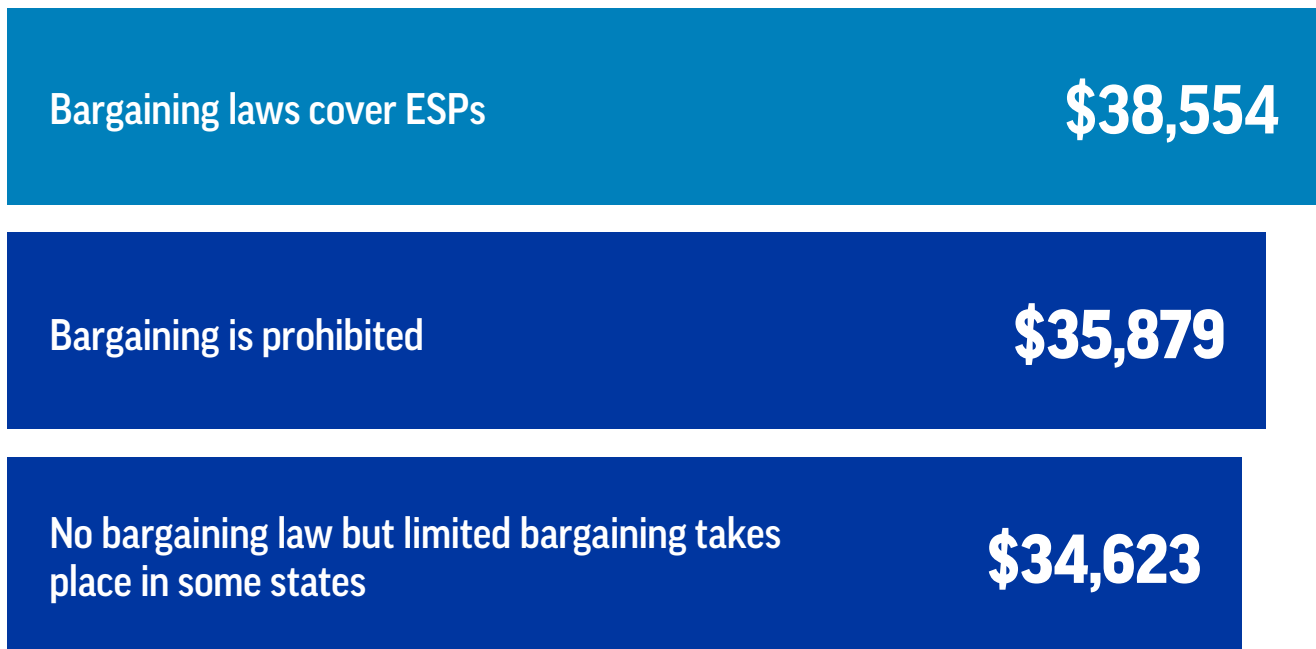 Bargaining laws cover ESPs
$38,554
Bargaining is prohibited
$35,879
No bargaining law but limited bargaining takes
place in some states
$34,623